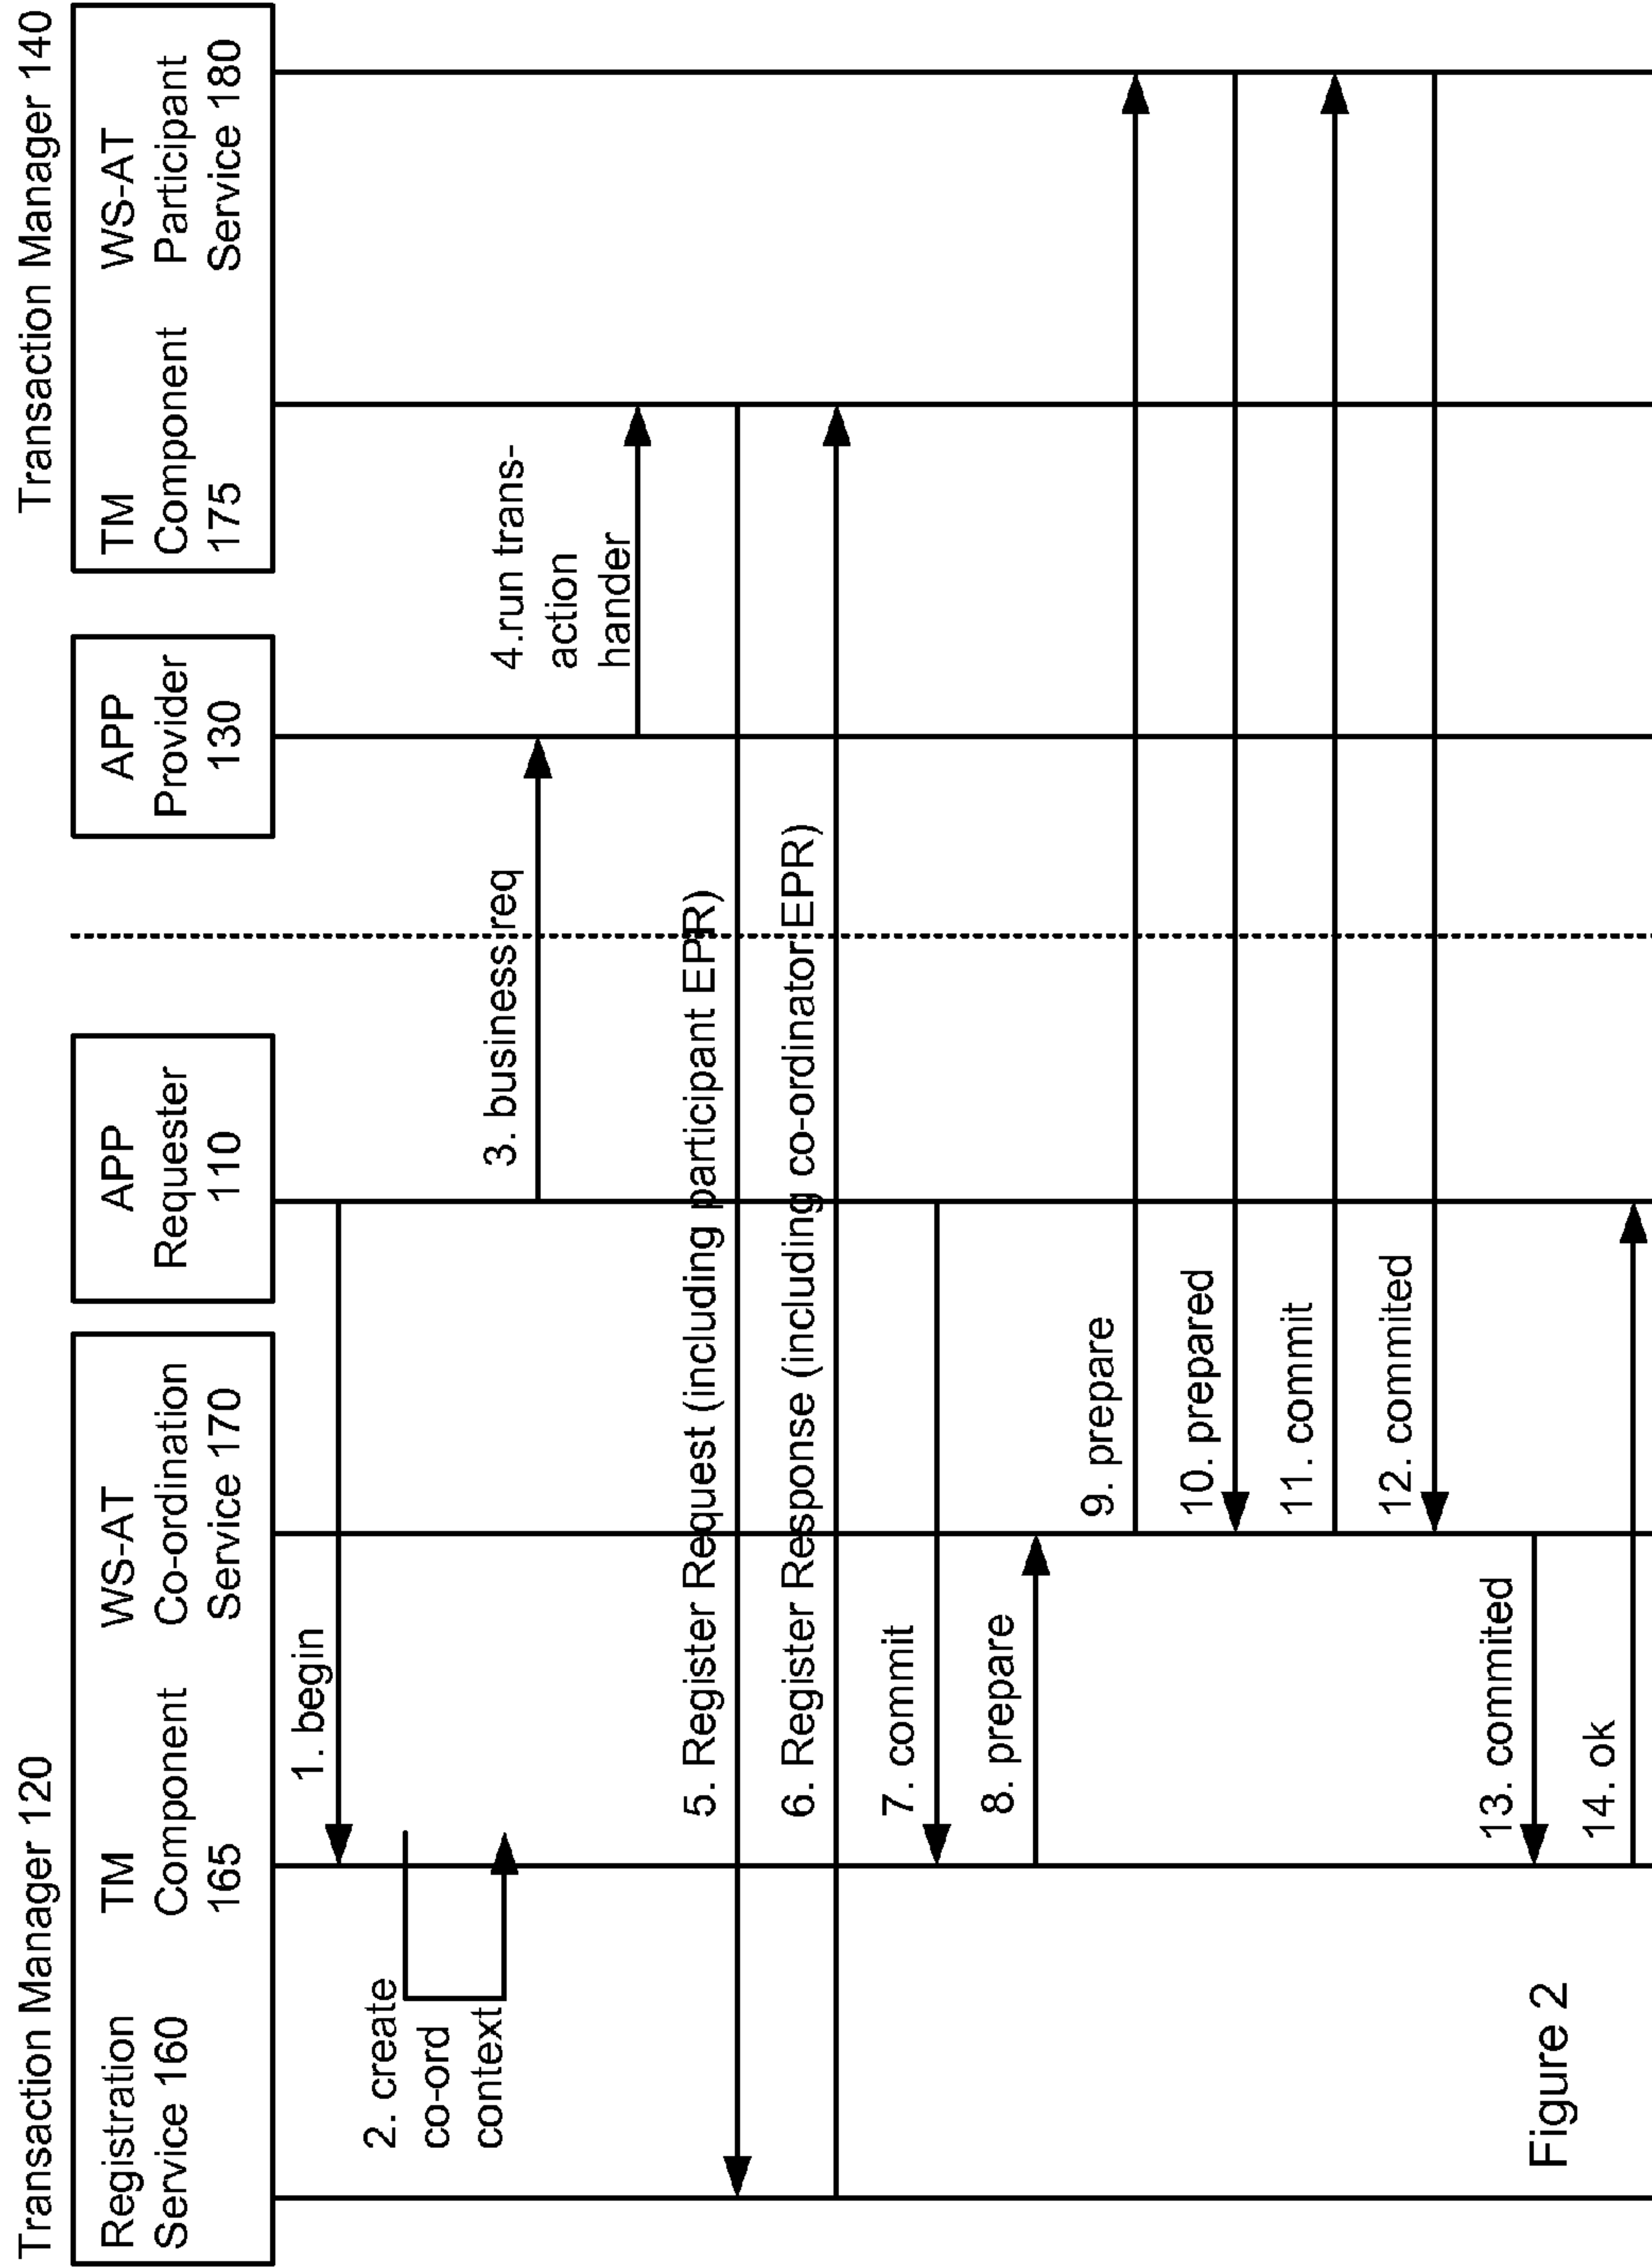 Transaction Manager 120
Transaction Manager 140
Registration
Service 160
TM
Component
165
WS-AT
Co-ordination
Service 170
APP
Requester
110
APP
Provider
130
TM
Component
175
WS-AT
Participant
Service 180
1. begin
2. create
co-ord
context
3. business req
4.run trans-
action
hander
5. Register Request (including participant EPR)
6. Register Response (including co-ordinator EPR)
7. commit
8. prepare
9. prepare
10. prepared
11. commit
12. commited
13. commited
14. ok
Figure 2